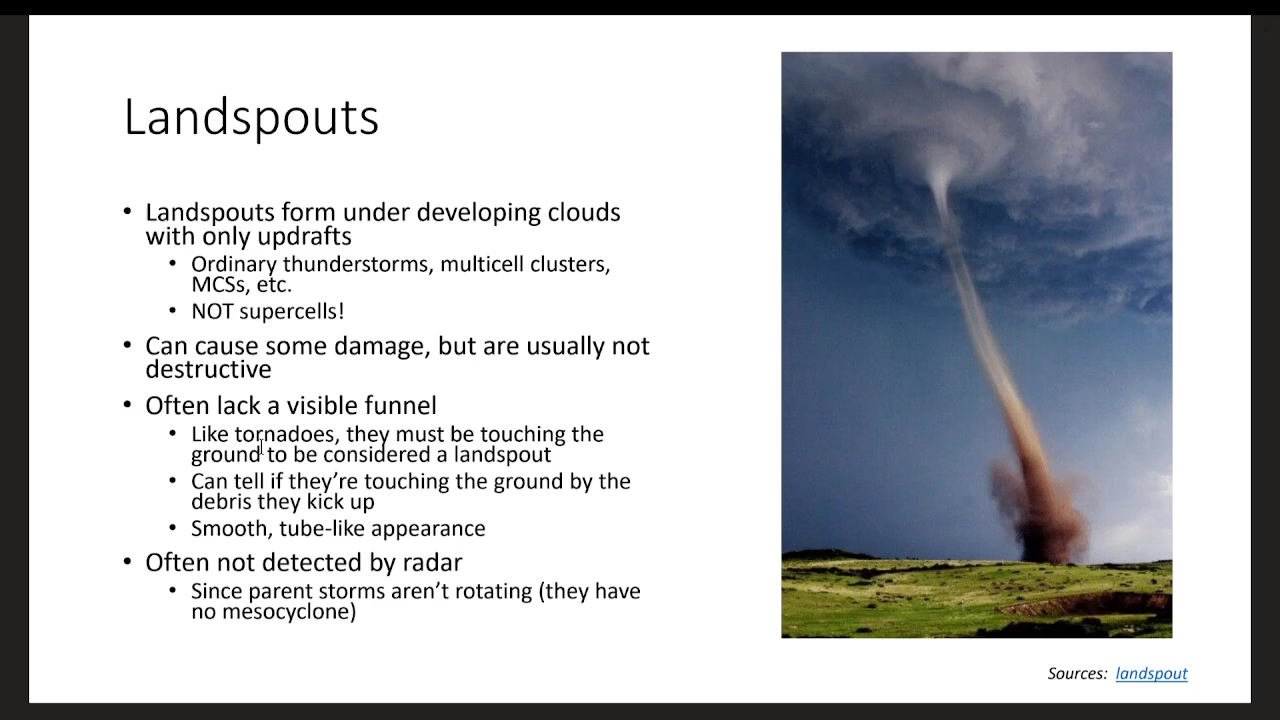 Landspouts
• Landspouts form under developing clouds
with only updrafts
• Ordinary thunderstorms, multicell clusters,
MCSs, etc.
• NOT supercells!
• Can cause some damage, but are usually not
destructive
• Often lack a visible funnel
• Like tornadoes, they must be touching the
ground to be considered a landspout
• Can tell if they’re touching the ground by the
debris they kick up
• Smooth, tube-like appearance
• Often not detected by radar
• Since parent storms aren’t rotating (they have
no mesocyclone)
Sources: landspout